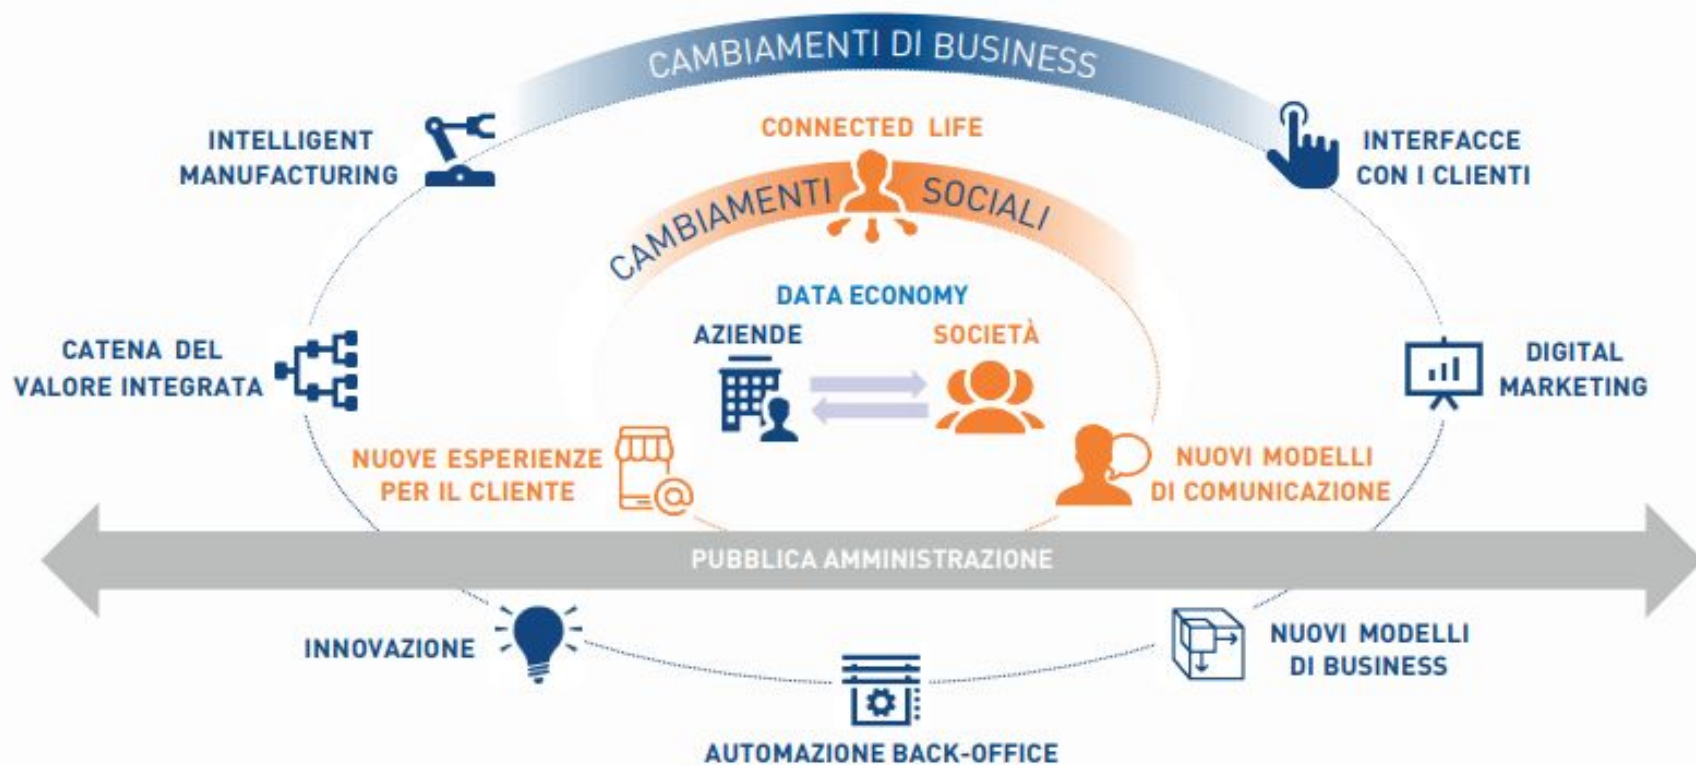 CAMBIAMENTI DI BUSINESS
INTELLIGENT
MANUFACTURING
CONNECTED LIFE
INTERFACCE
CON I CLIENTI
CAMBIAMENTI SOCIALI
DATA ECONOMY
AZIENDE
SOCIETÀ
CATENA DEL
VALORE INTEGRATA
DIGITAL
MARKETING
NUOVE ESPERIENZE
PER IL CLIENTE
@
NUOVI MODELLI
DI COMUNICAZIONE
PUBBLICA AMMINISTRAZIONE
INNOVAZIONE
NUOVI MODELLI
DI BUSINESS
AUTOMAZIONE BACK-OFFICE